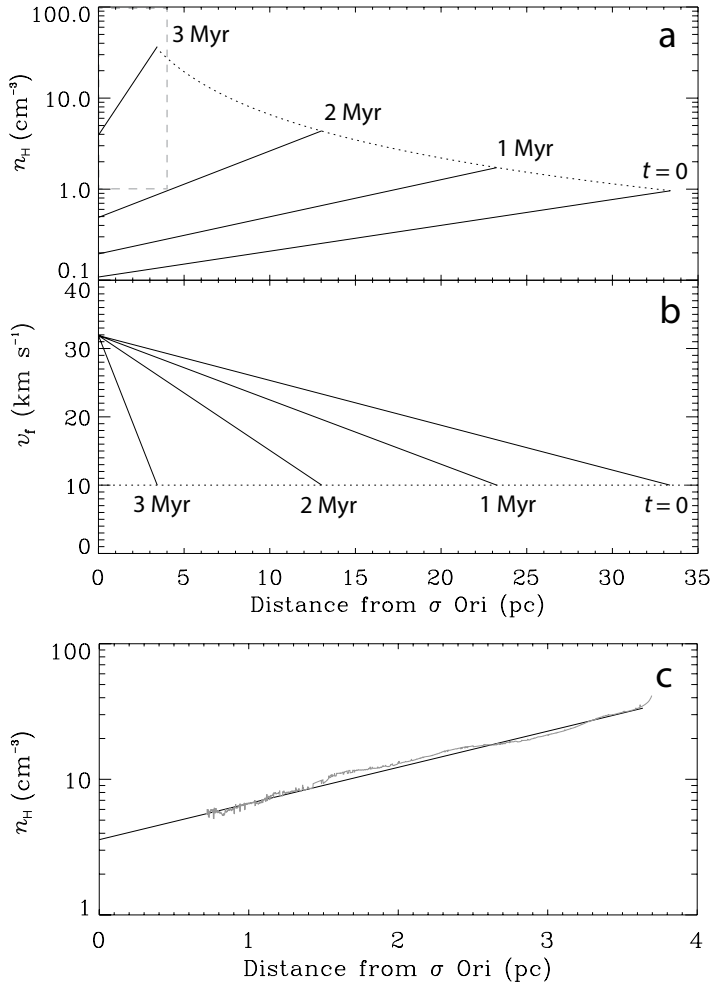 100.0
10.0
1.0
0.1
n_H (cm⁻³)
3 Myr
2 Myr
1 Myr
t = 0
a
40
30
20
10
0
v_f (km s⁻¹)
b
3 Myr
2 Myr
1 Myr
t = 0
0 5 10 15 20 25 30 35
Distance from σ Ori (pc)
100
10
1
n_H (cm⁻³)
c
0 1 2 3 4
Distance from σ Ori (pc)